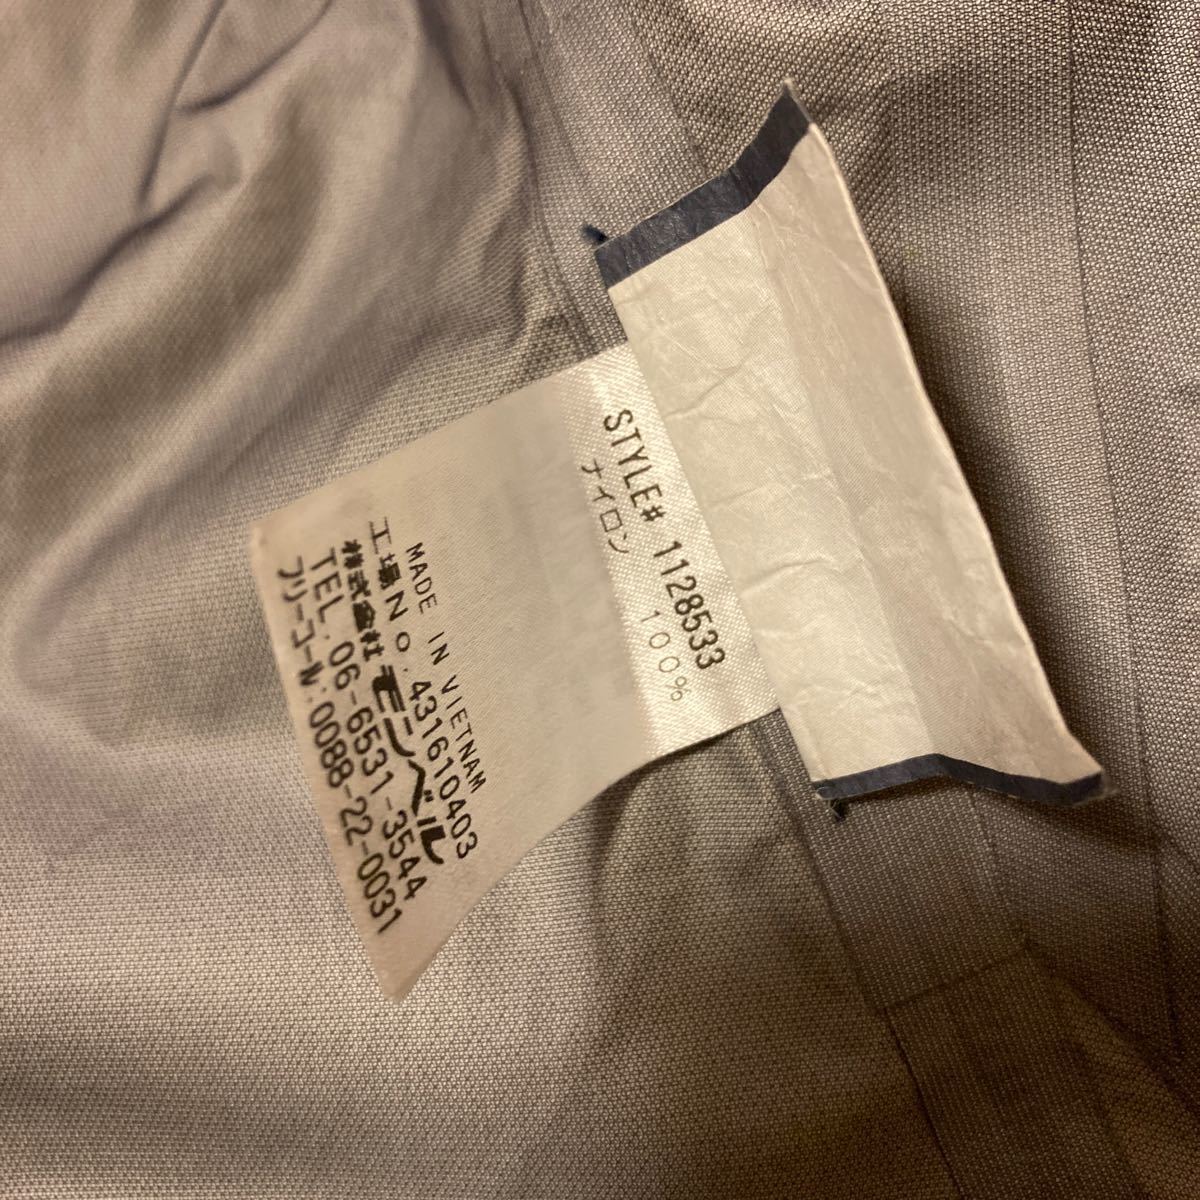 STYLE# 1128533
ナイロン 100%
MADE IN VIETNAM
工場No. 431610403
株式会社モンベル
TEL. 06-6531-3544
フリーコール:0088-22-0031